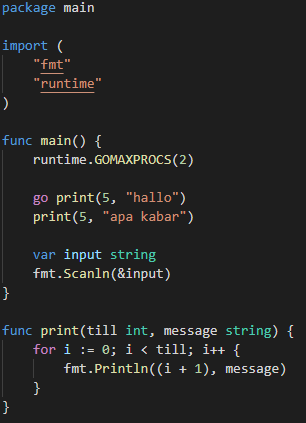 package main
import (
"fmt"
"runtime"
)
func main() {
runtime.GOMAXPROCS(2)
go print(5, "hallo")
print(5, "apa kabar")
var input string
fmt.Scanln(&input)
}
func print(till int, message string) {
for i := 0; i < till; i++ {
fmt.Println((i + 1), message)
}
}